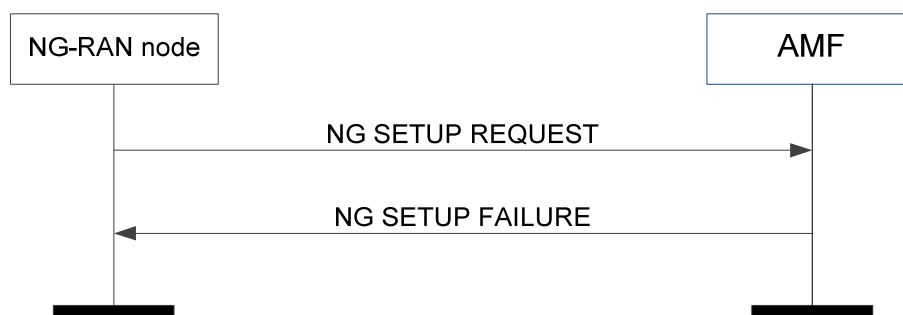 NG-RAN node
AMF
NG SETUP REQUEST
NG SETUP FAILURE